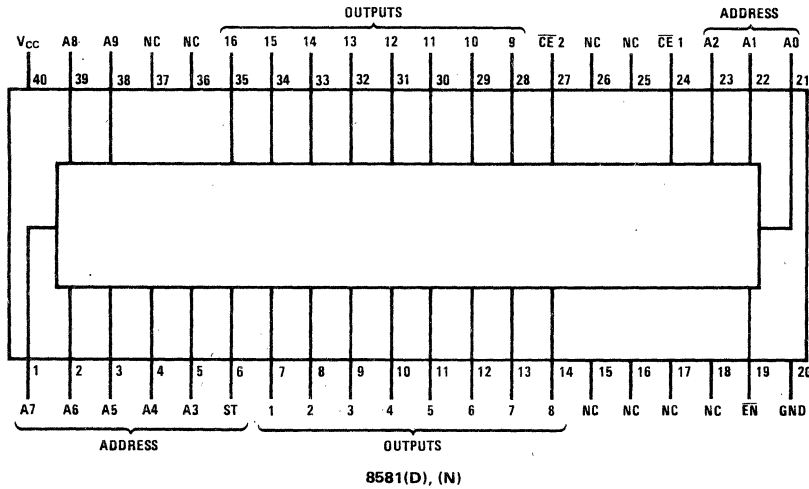 OUTPUTS ADDRESS
VCC A8 A9 NC NC 16 15 14 13 12 11 10 9 CE 2 NC NC CE 1 A2 A1 A0
40 39 38 37 36 35 34 33 32 31 30 29 28 27 26 25 24 23 22 21
1 2 3 4 5 6 7 8 9 10 11 12 13 14 15 16 17 18 19 20
A7 A6 A5 A4 A3 ST 1 2 3 4 5 6 7 8 NC NC NC NC EN GND
ADDRESS OUTPUTS
8581(D), (N)